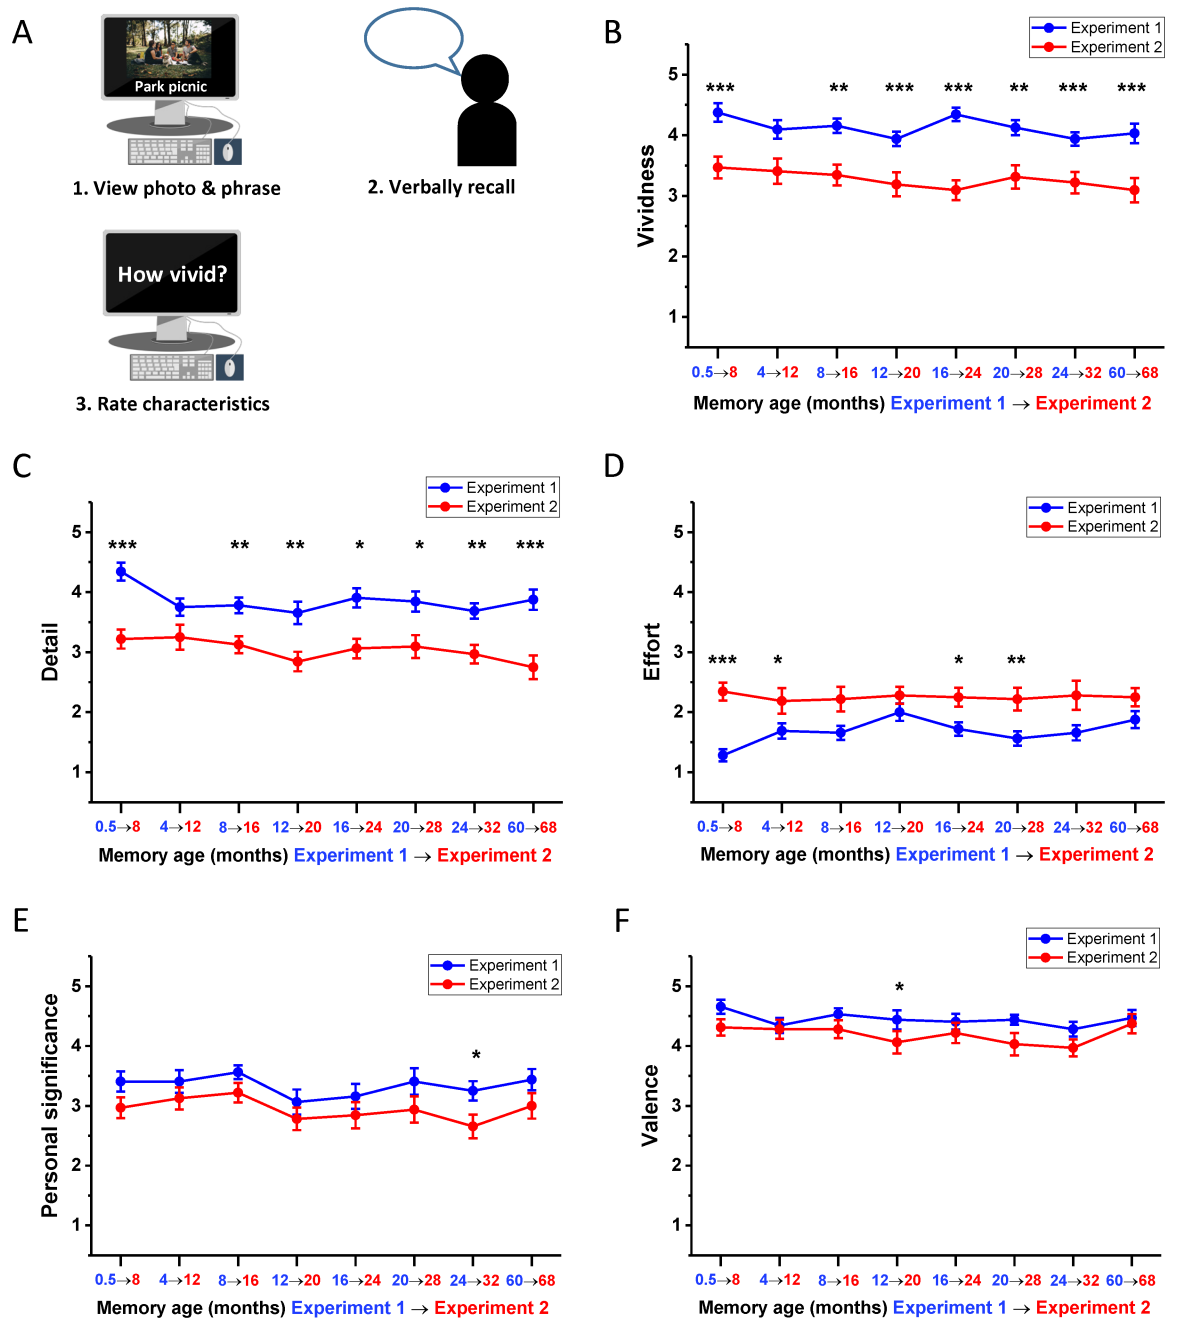 A
Park picnic
1. View photo & phrase
2. Verbally recall
How vivid?
3. Rate characteristics
B
Experiment 1
Experiment 2
*** ** *** *** ** *** ***
5
4
3
2
1
Vividness
0.5→8 4→12 8→16 12→20 16→24 20→28 24→32 60→68
Memory age (months) Experiment 1 → Experiment 2
C
Experiment 1
Experiment 2
*** ** ** * * ** ***
5
4
3
2
1
Detail
0.5→8 4→12 8→16 12→20 16→24 20→28 24→32 60→68
Memory age (months) Experiment 1 → Experiment 2
D
Experiment 1
Experiment 2
5
4
3
*** * * **
2
1
Effort
0.5→8 4→12 8→16 12→20 16→24 20→28 24→32 60→68
Memory age (months) Experiment 1 → Experiment 2
E
Experiment 1
Experiment 2
5
4
*
3
2
1
Personal significance
0.5→8 4→12 8→16 12→20 16→24 20→28 24→32 60→68
Memory age (months) Experiment 1 → Experiment 2
F
Experiment 1
Experiment 2
*
5
4
3
2
1
Valence
0.5→8 4→12 8→16 12→20 16→24 20→28 24→32 60→68
Memory age (months) Experiment 1 → Experiment 2